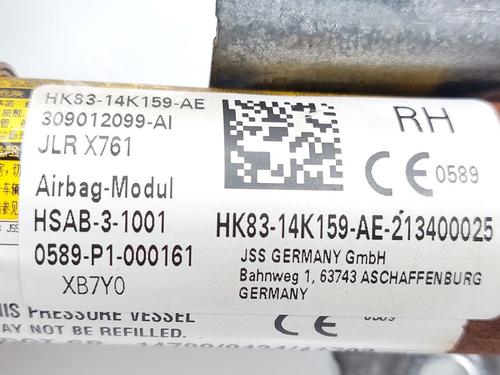 HK83-14K159-AE
309012099-AI
JLR X761
Airbag-Modul
HSAB-3-1001
0589-P1-000161
XB7Y0
RH
CE 0589
HK83-14K159-AE-213400025
JSS GERMANY GmbH
Bahnweg 1, 63743 ASCHAFFENBURG
GERMANY
PRESSURE VESSEL
MAY NOT BE REFILLED.
CE
0589